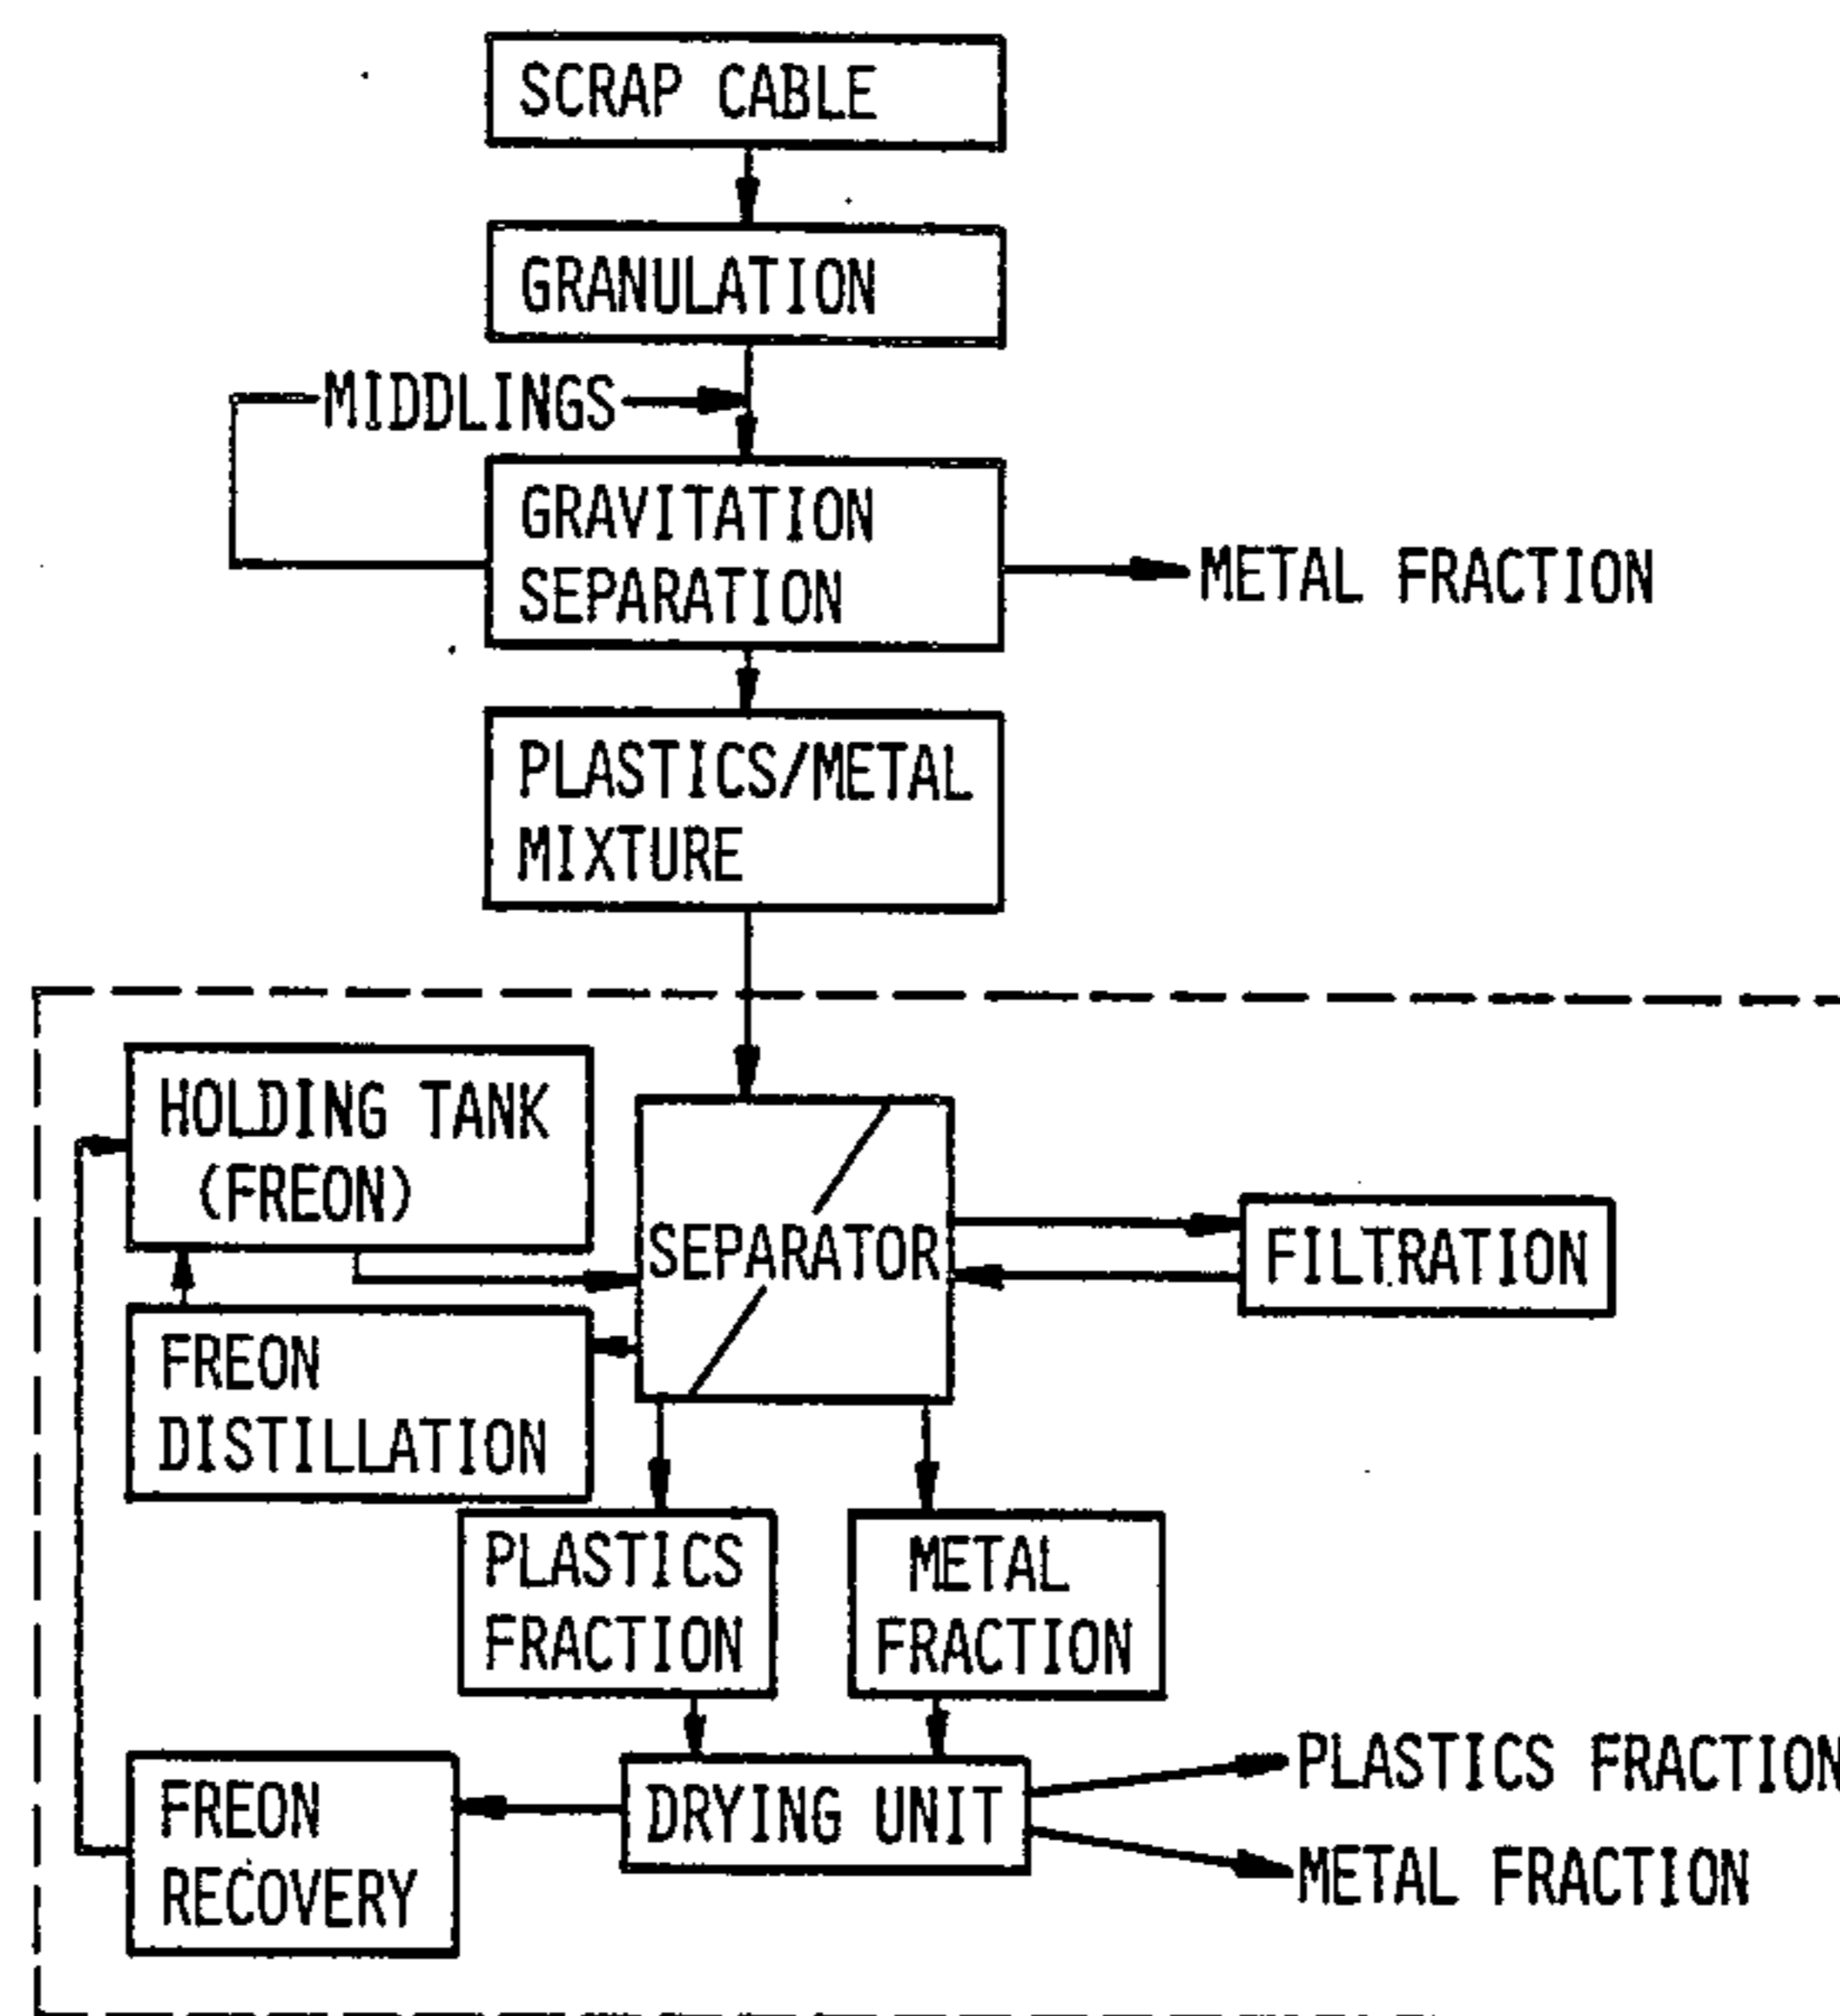 SCRAP CABLE
GRANULATION
MIDDLINGS
GRAVITATION
SEPARATION
METAL FRACTION
PLASTICS/METAL
MIXTURE
HOLDING TANK
(FREON)
SEPARATOR
FILTRATION
FREON
DISTILLATION
PLASTICS
FRACTION
METAL
FRACTION
FREON
RECOVERY
DRYING UNIT
PLASTICS FRACTION
METAL FRACTION